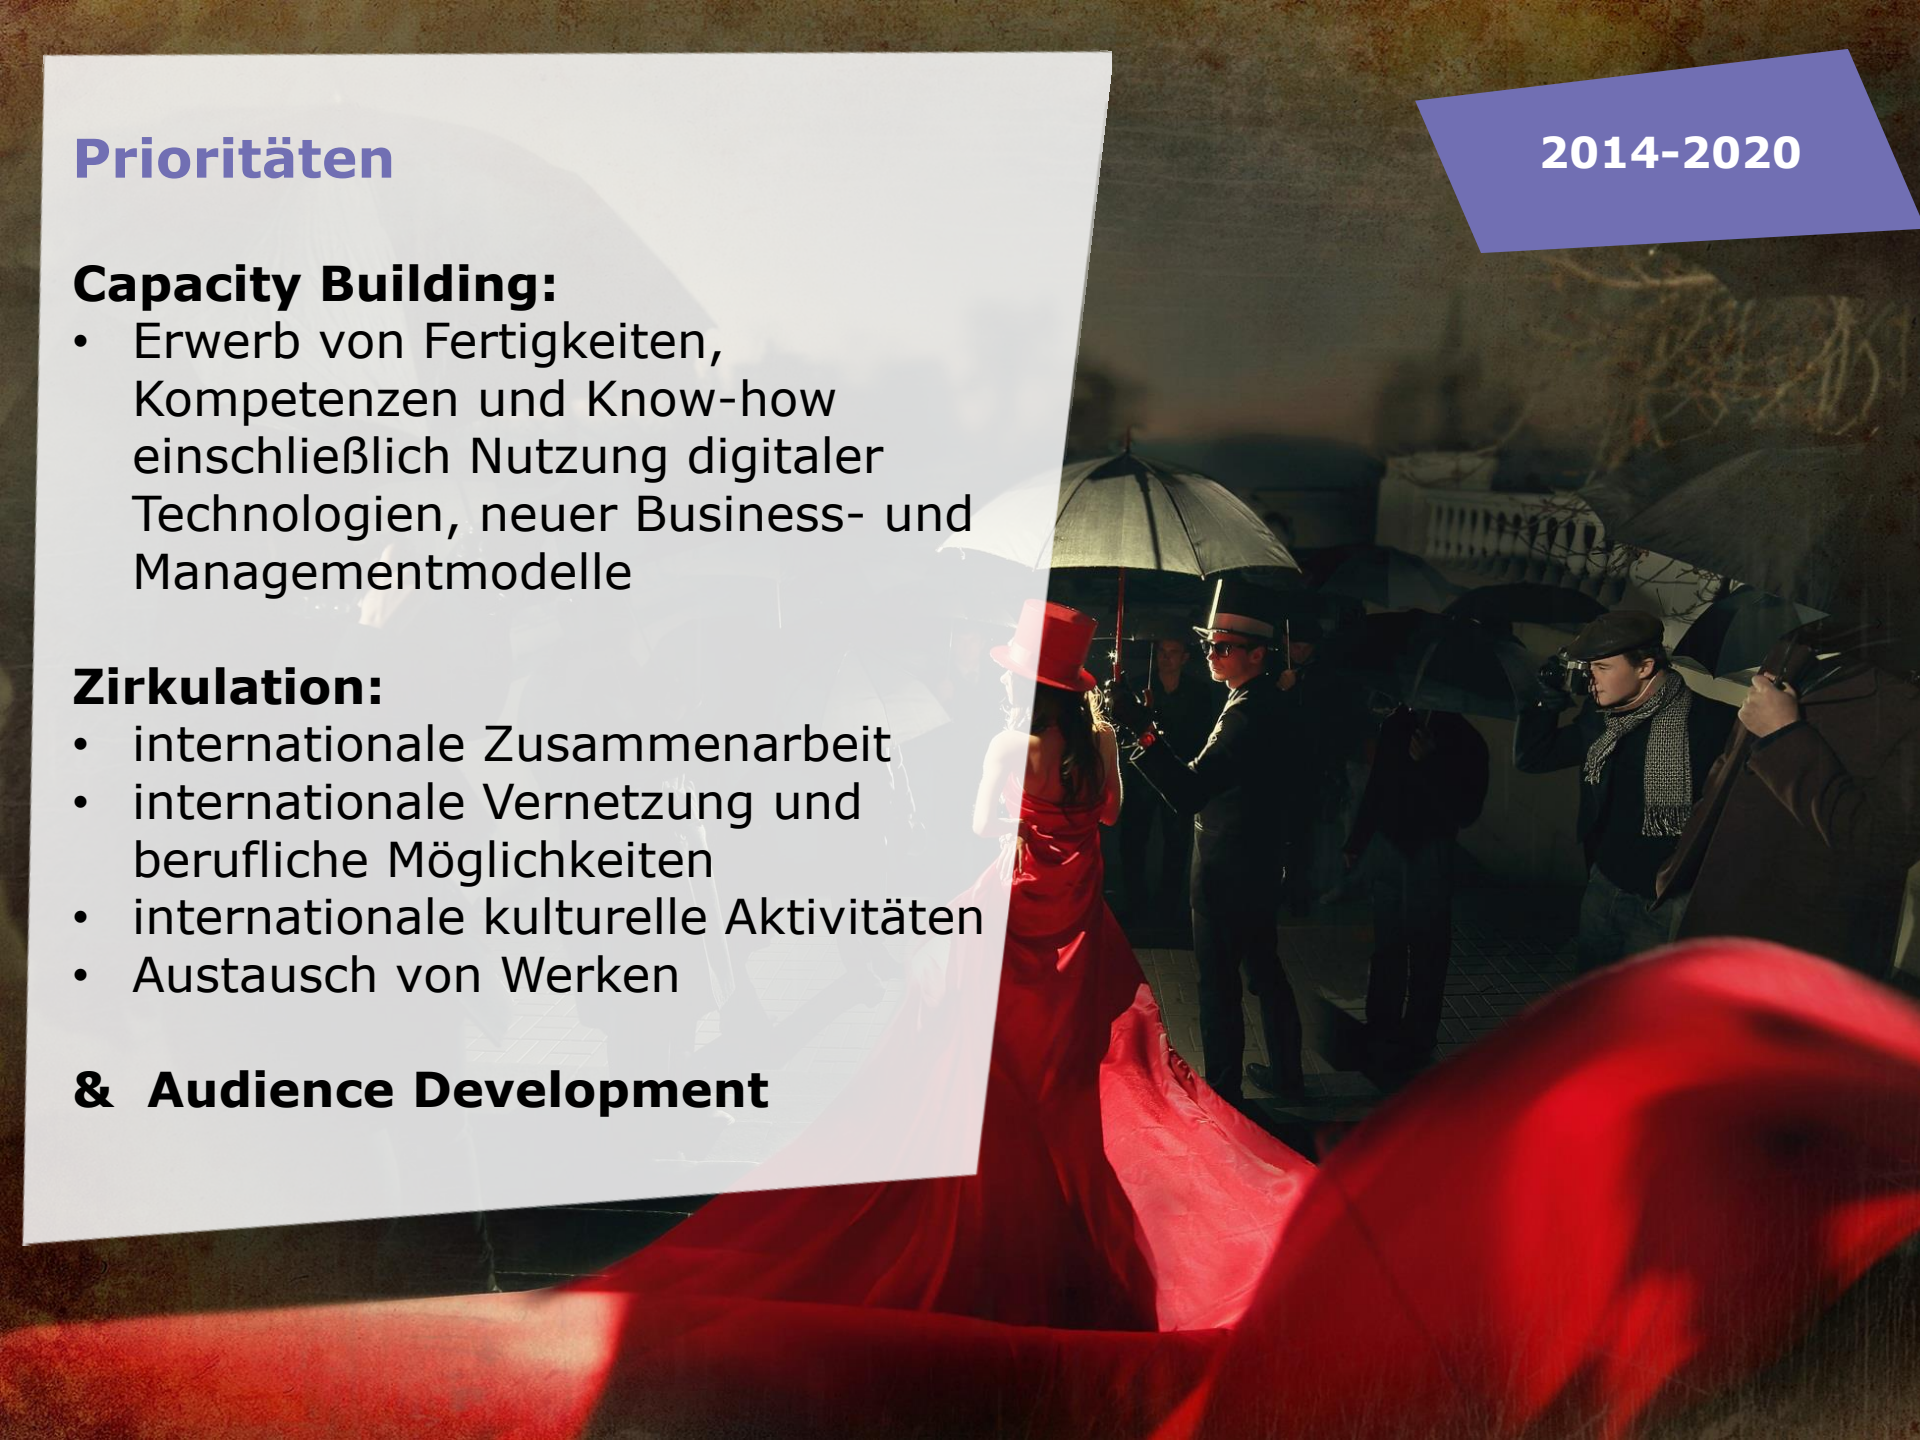 Prioritäten
2014-2020
Capacity Building:
• Erwerb von Fertigkeiten,
Kompetenzen und Know-how
einschließlich Nutzung digitaler
Technologien, neuer Business- und
Managementmodelle
Zirkulation:
• internationale Zusammenarbeit
• internationale Vernetzung und
berufliche Möglichkeiten
• internationale kulturelle Aktivitäten
• Austausch von Werken
& Audience Development